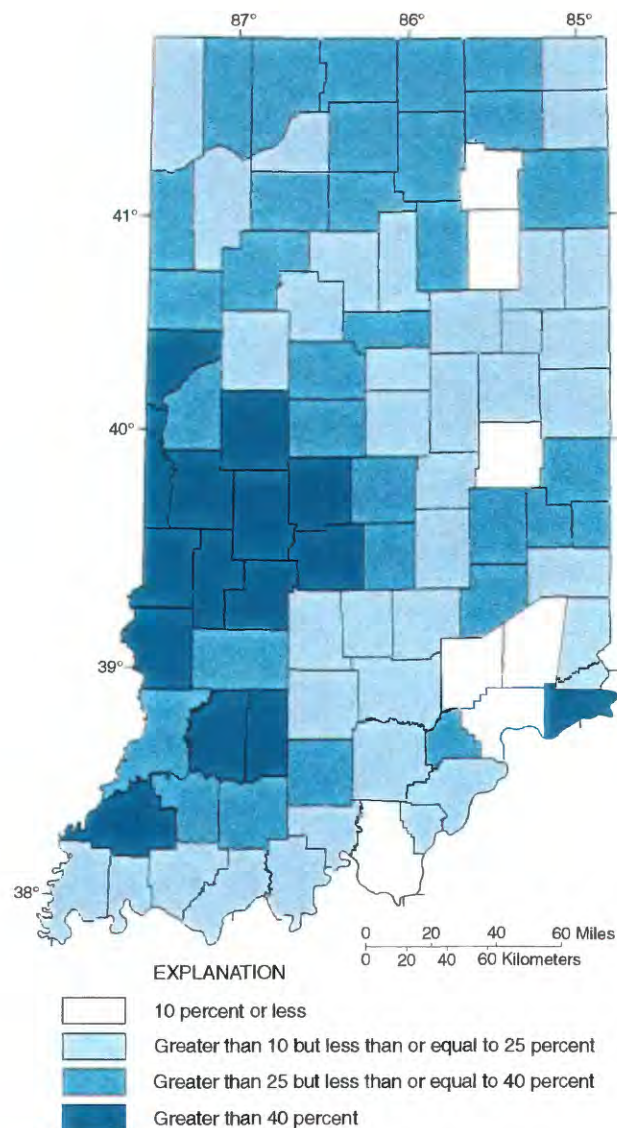 87° 86° 85°
41°
40°
39°
38°
0 20 40 60 Miles
0 20 40 60 Kilometers
EXPLANATION
10 percent or less
Greater than 10 but less than or equal to 25 percent
Greater than 25 but less than or equal to 40 percent
Greater than 40 percent